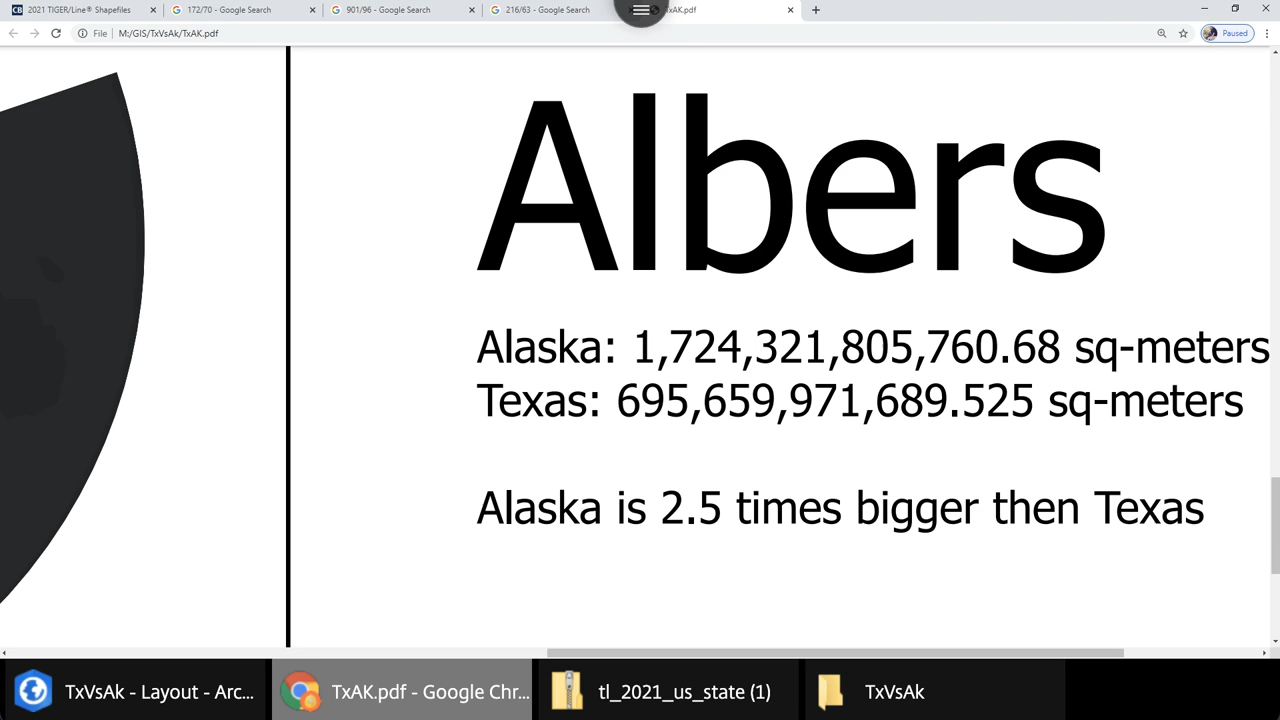 2021 TIGER/Line® Shapefiles
172/70 - Google Search
901/96 - Google Search
216/63 - Google Search
TxAK.pdf
File
M:/GIS/TxVsAk/TxAK.pdf
Paused
Albers
Alaska: 1,724,321,805,760.68 sq-meters
Texas: 695,659,971,689.525 sq-meters
Alaska is 2.5 times bigger then Texas
TxVsAk - Layout - Arc...
TxAK.pdf - Google Chr...
tl_2021_us_state (1)
TxVsAk